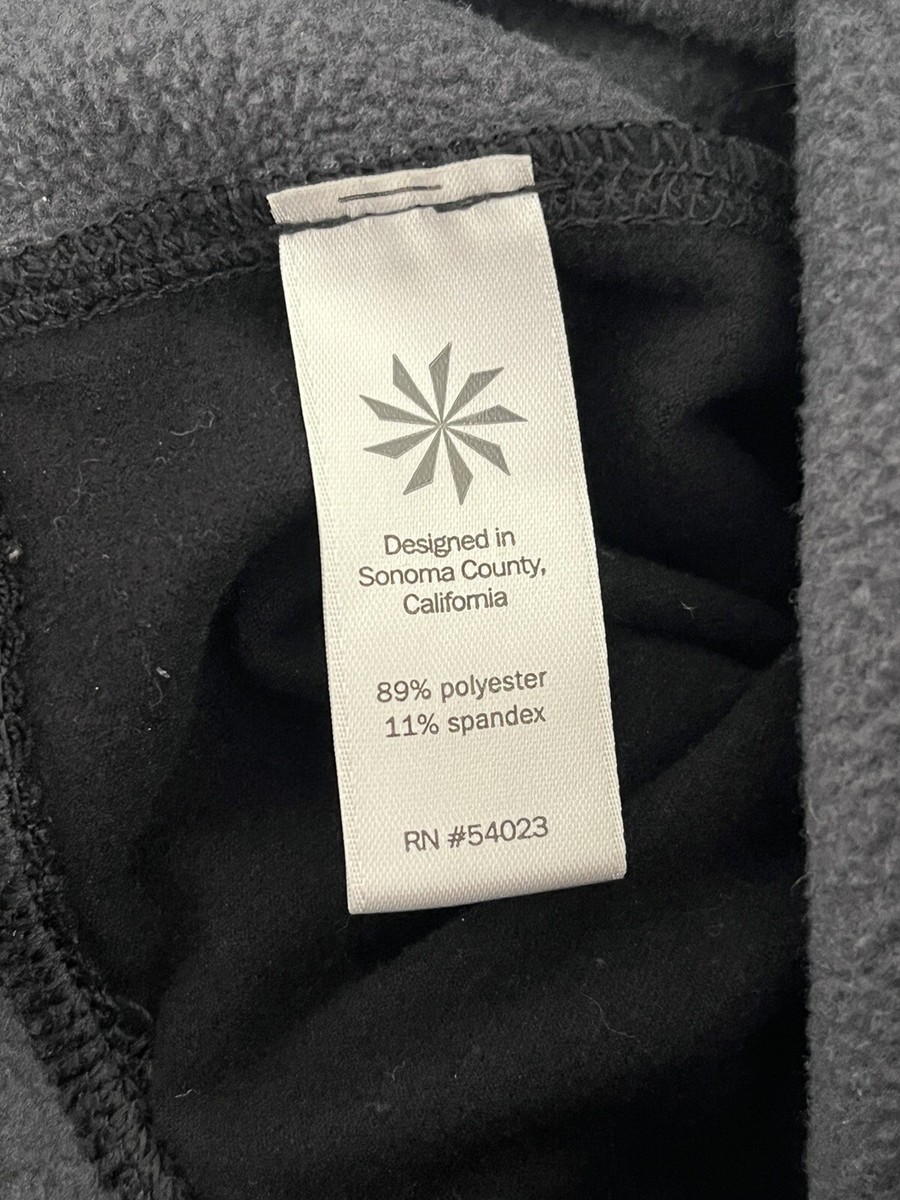 Designed in
Sonoma County,
California
89% polyester
11% spandex
RN #54023